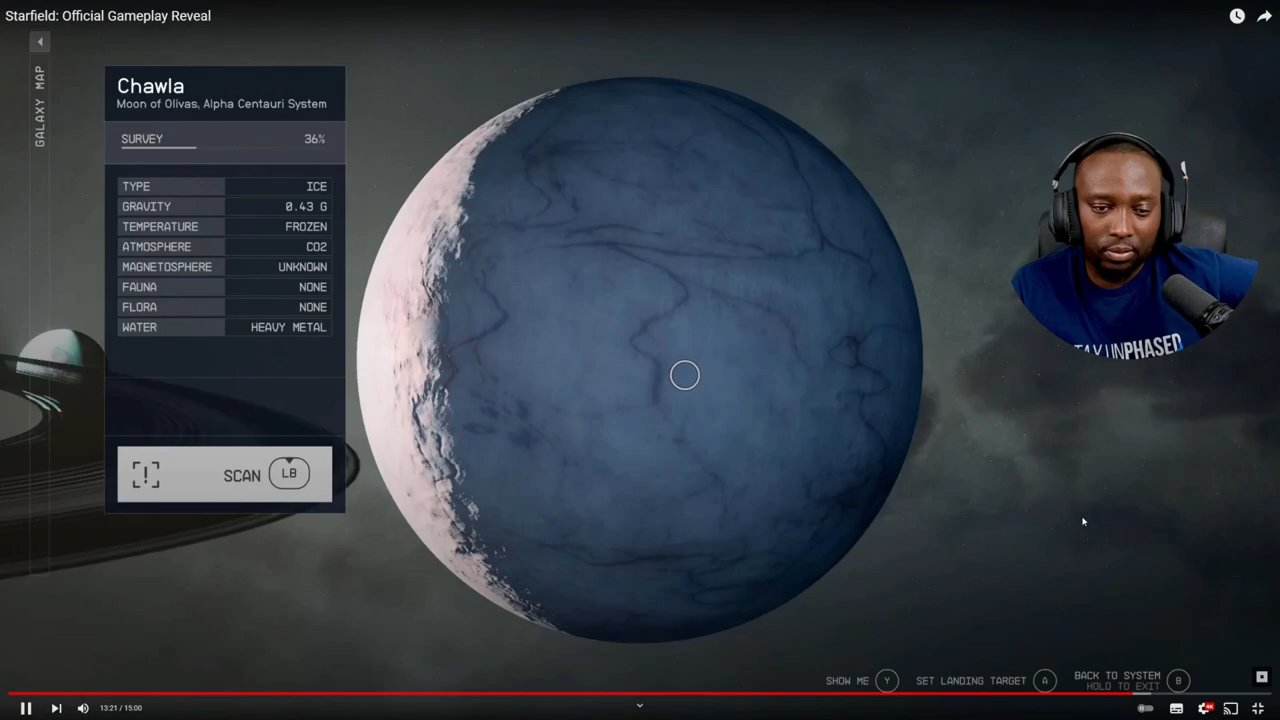 Starfield: Official Gameplay Reveal
GALAXY MAP
Chawla
Moon of Olivas, Alpha Centauri System
SURVEY 36%
TYPE ICE
GRAVITY 0.43 G
TEMPERATURE FROZEN
ATMOSPHERE CO2
MAGNETOSPHERE UNKNOWN
FAUNA NONE
FLORA NONE
WATER HEAVY METAL
[!] SCAN LB
UNPHASED
SHOW ME Y SET LANDING TARGET A BACK TO SYSTEM B
HOLD TO EXIT
13:21 / 15:00
4K